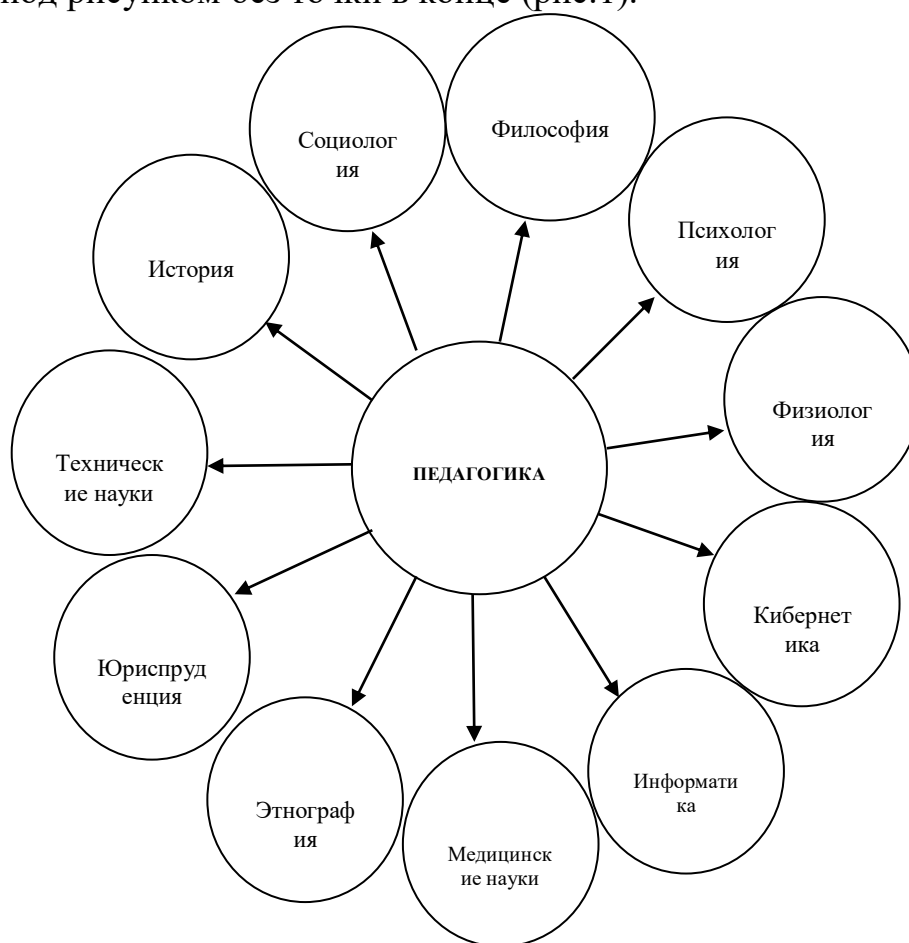 под рисунком без точки в конце (рис.1).
Социолог
ия
Философия
Психолог
ия
История
Физиолог
ия
Техническ
ие науки
ПЕДАГОГИКА
Кибернет
ика
Юриспруд
енция
Информати
ка
Этнограф
ия
Медицинск
ие науки